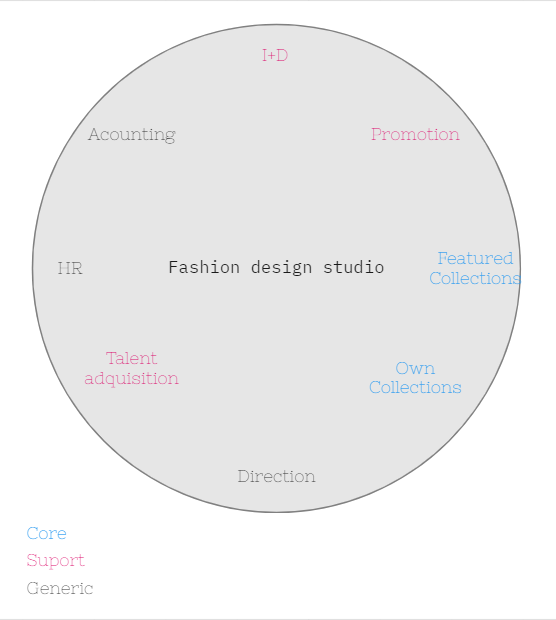 I+D
Acounting
Promotion
Featured
Collections
HR
Fashion design studio
Talent
adquisition
Own
Collections
Direction
Core
Suport
Generic